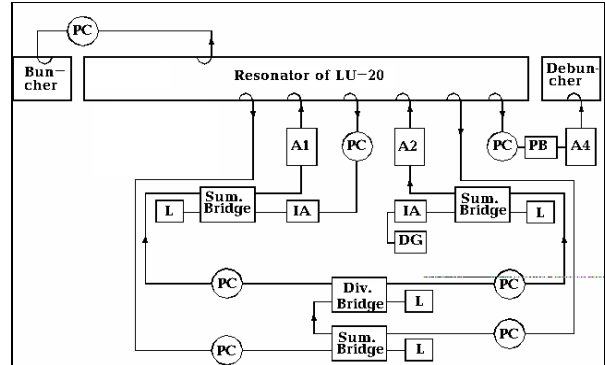 PC
Bun-
cher
Resonator of LU-20
Debun-
cher
A1
PC
A2
PC
PB
A4
L
Sum.
Bridge
IA
IA
Sum.
Bridge
L
DG
PC
Div.
Bridge
PC
L
Sum.
Bridge
PC
PC
L